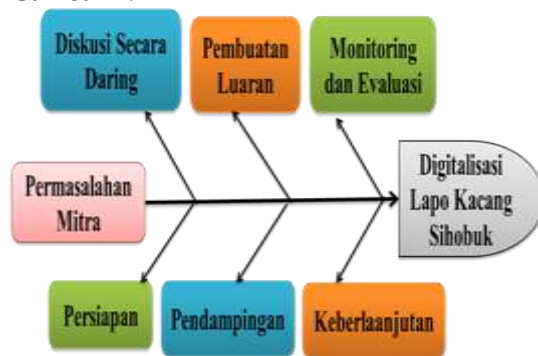 Diskusi Secara
Daring
Pembuatan
Luaran
Monitoring
dan Evaluasi
Permasalahan
Mitra
Digitalisasi
Lapo Kacang
Sihobuk
Persiapan
Pendampingan
Keberlaanjutan